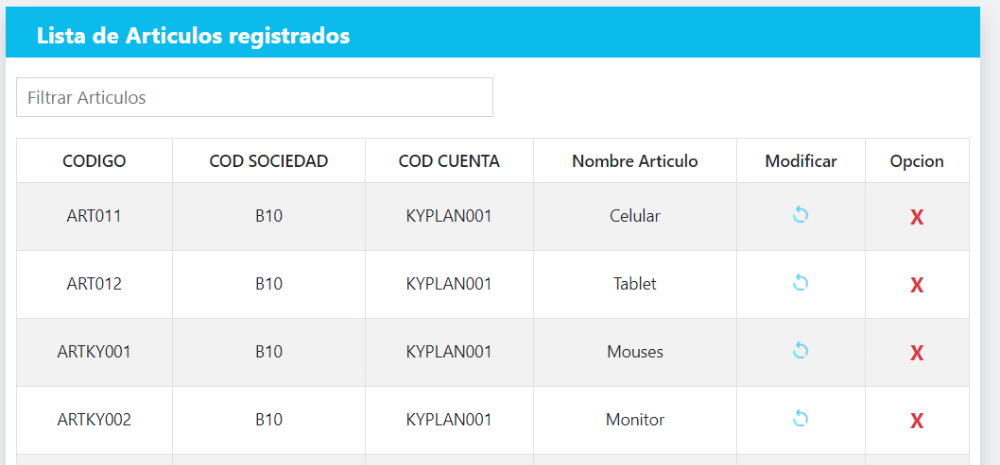 Lista de Articulos registrados
Filtrar Articulos
CODIGO COD SOCIEDAD COD CUENTA Nombre Articulo Modificar Opcion
ART011 B10 KYPLAN001 Celular X
ART012 B10 KYPLAN001 Tablet X
ARTKY001 B10 KYPLAN001 Mouses X
ARTKY002 B10 KYPLAN001 Monitor X